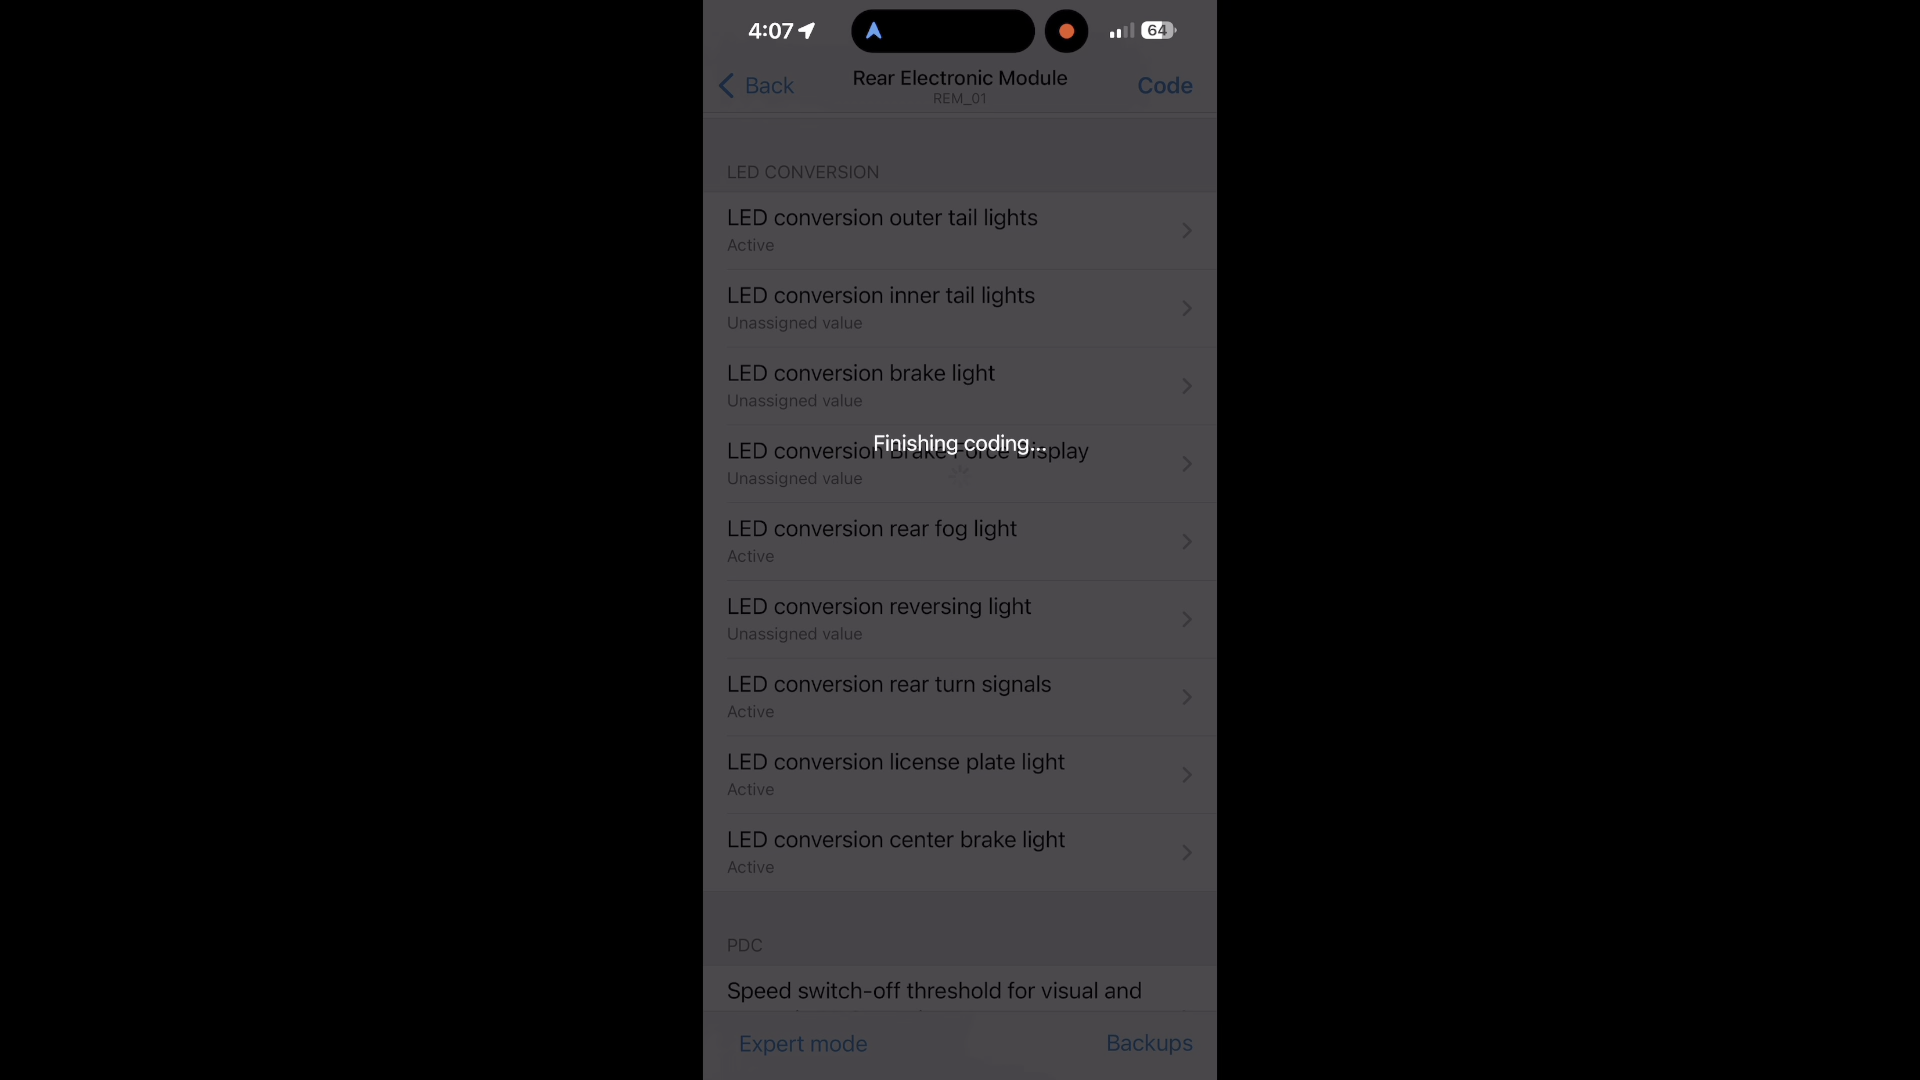 4:07
64
Back
Rear Electronic Module
Code
REM_01
LED CONVERSION
LED conversion outer tail lights
Active
LED conversion inner tail lights
Unassigned value
LED conversion brake light
Unassigned value
Finishing coding...
LED conversion Brake Force Display
Unassigned value
LED conversion rear fog light
Active
LED conversion reversing light
Unassigned value
LED conversion rear turn signals
Active
LED conversion license plate light
Active
LED conversion center brake light
Active
PDC
Speed switch-off threshold for visual and
Expert mode
Backups